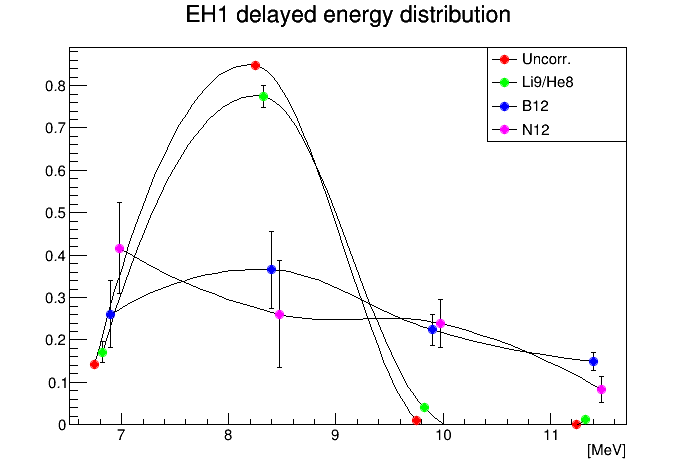 EH1 delayed energy distribution
Uncorr.
Li9/He8
B12
N12
0.8
0.7
0.6
0.5
0.4
0.3
0.2
0.1
0
7 8 9 10 11
[MeV]